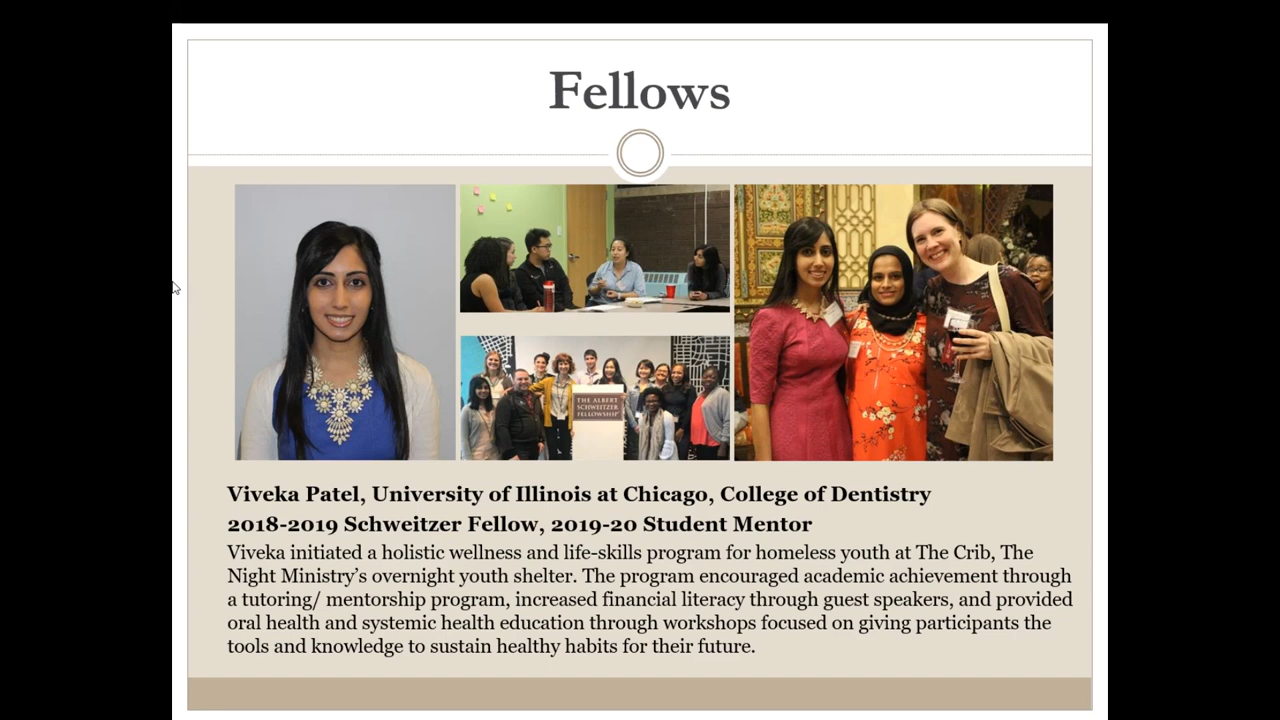 Fellows
THE ALBERT
SCHWEITZER
FELLOWSHIP
Viveka Patel, University of Illinois at Chicago, College of Dentistry
2018-2019 Schweitzer Fellow, 2019-20 Student Mentor
Viveka initiated a holistic wellness and life-skills program for homeless youth at The Crib, The
Night Ministry’s overnight youth shelter. The program encouraged academic achievement through
a tutoring/ mentorship program, increased financial literacy through guest speakers, and provided
oral health and systemic health education through workshops focused on giving participants the
tools and knowledge to sustain healthy habits for their future.